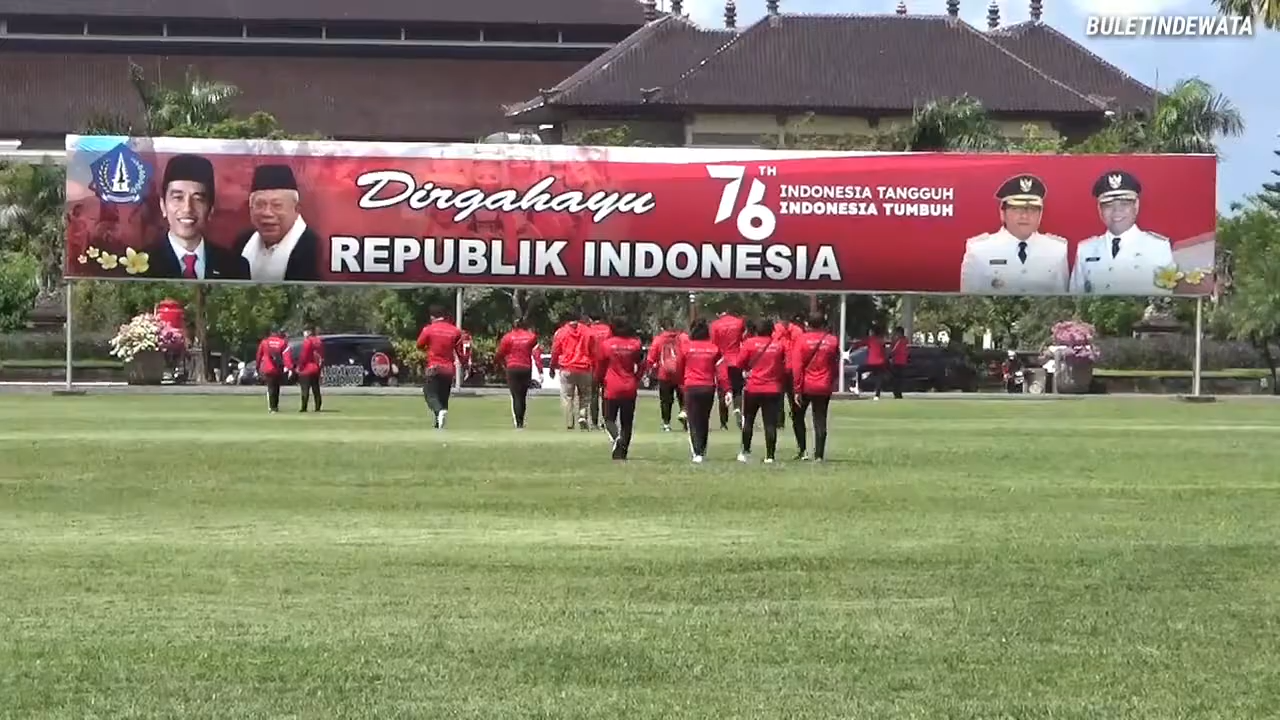 BULETINDEWATA
Dirgahayu
REPUBLIK INDONESIA
76TH
INDONESIA TANGGUH
INDONESIA TUMBUH